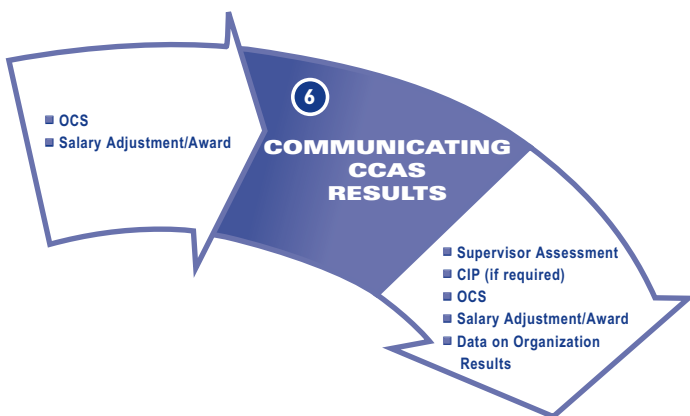 OCS
Salary Adjustment/Award
6
COMMUNICATING
CCAS
RESULTS
Supervisor Assessment
CIP (if required)
OCS
Salary Adjustment/Award
Data on Organization
Results